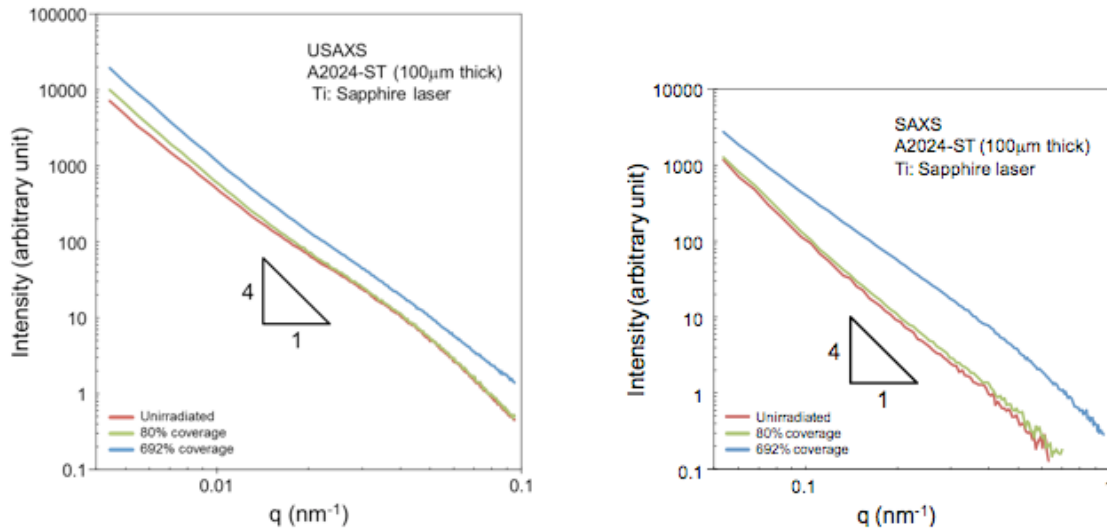 100000
10000
1000
100
10
1
0.1
Intensity (arbitrary unit)
USAXS
A2024-ST (100μm thick)
Ti: Sapphire laser
4
1
Unirradiated
80% coverage
692% coverage
0.01
0.1
q (nm⁻¹)
10000
1000
100
10
1
0.1
Intensity (arbitrary unit)
SAXS
A2024-ST (100μm thick)
Ti: Sapphire laser
4
1
Unirradiated
80% coverage
692% coverage
0.1
q (nm⁻¹)